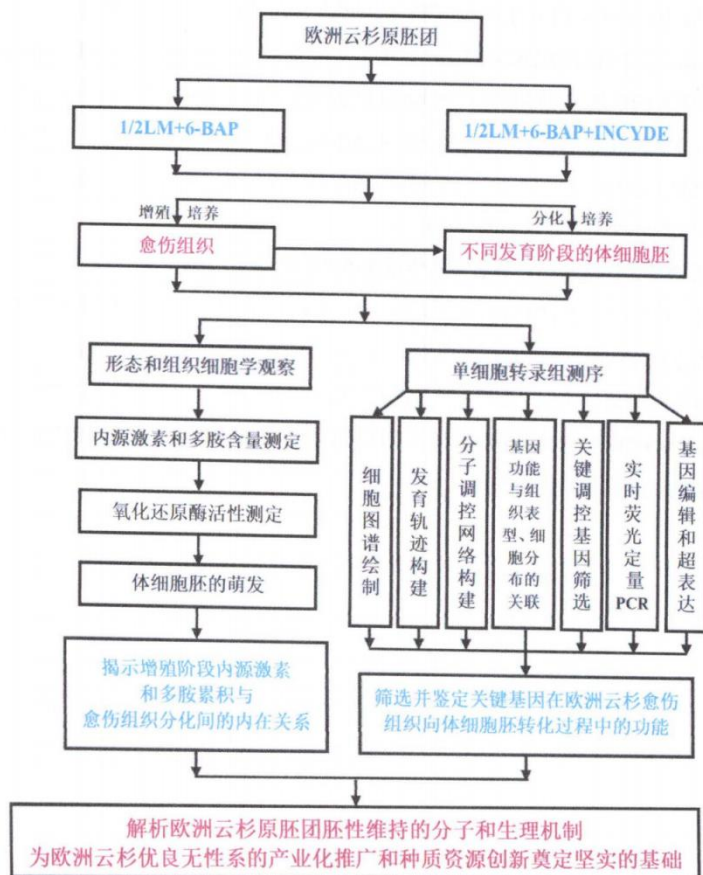 欧洲云杉原胚团
1/2LM+6-BAP
1/2LM+6-BAP+INCYDE
增殖 培养
分化 培养
愈伤组织
不同发育阶段的体细胞胚
形态和组织细胞学观察
内源激素和多胺含量测定
氧化还原酶活性测定
体细胞胚的萌发
揭示增殖阶段内源激素
和多胺累积与
愈伤组织分化间的内在关系
单细胞转录组测序
细胞图谱绘制
发育轨迹构建
分子调控网络构建
基因
功能
与组
织表
型、细
胞分
布的
关联
关键调控基因筛选
实时荧光定量
PCR
基因编辑和超表达
筛选并鉴定关键基因在欧洲云杉愈伤
组织向体细胞胚转化过程中的功能
解析欧洲云杉原胚团胚性维持的分子和生理机制
为欧洲云杉优良无性系的产业化推广和种质资源创新奠定坚实的基础